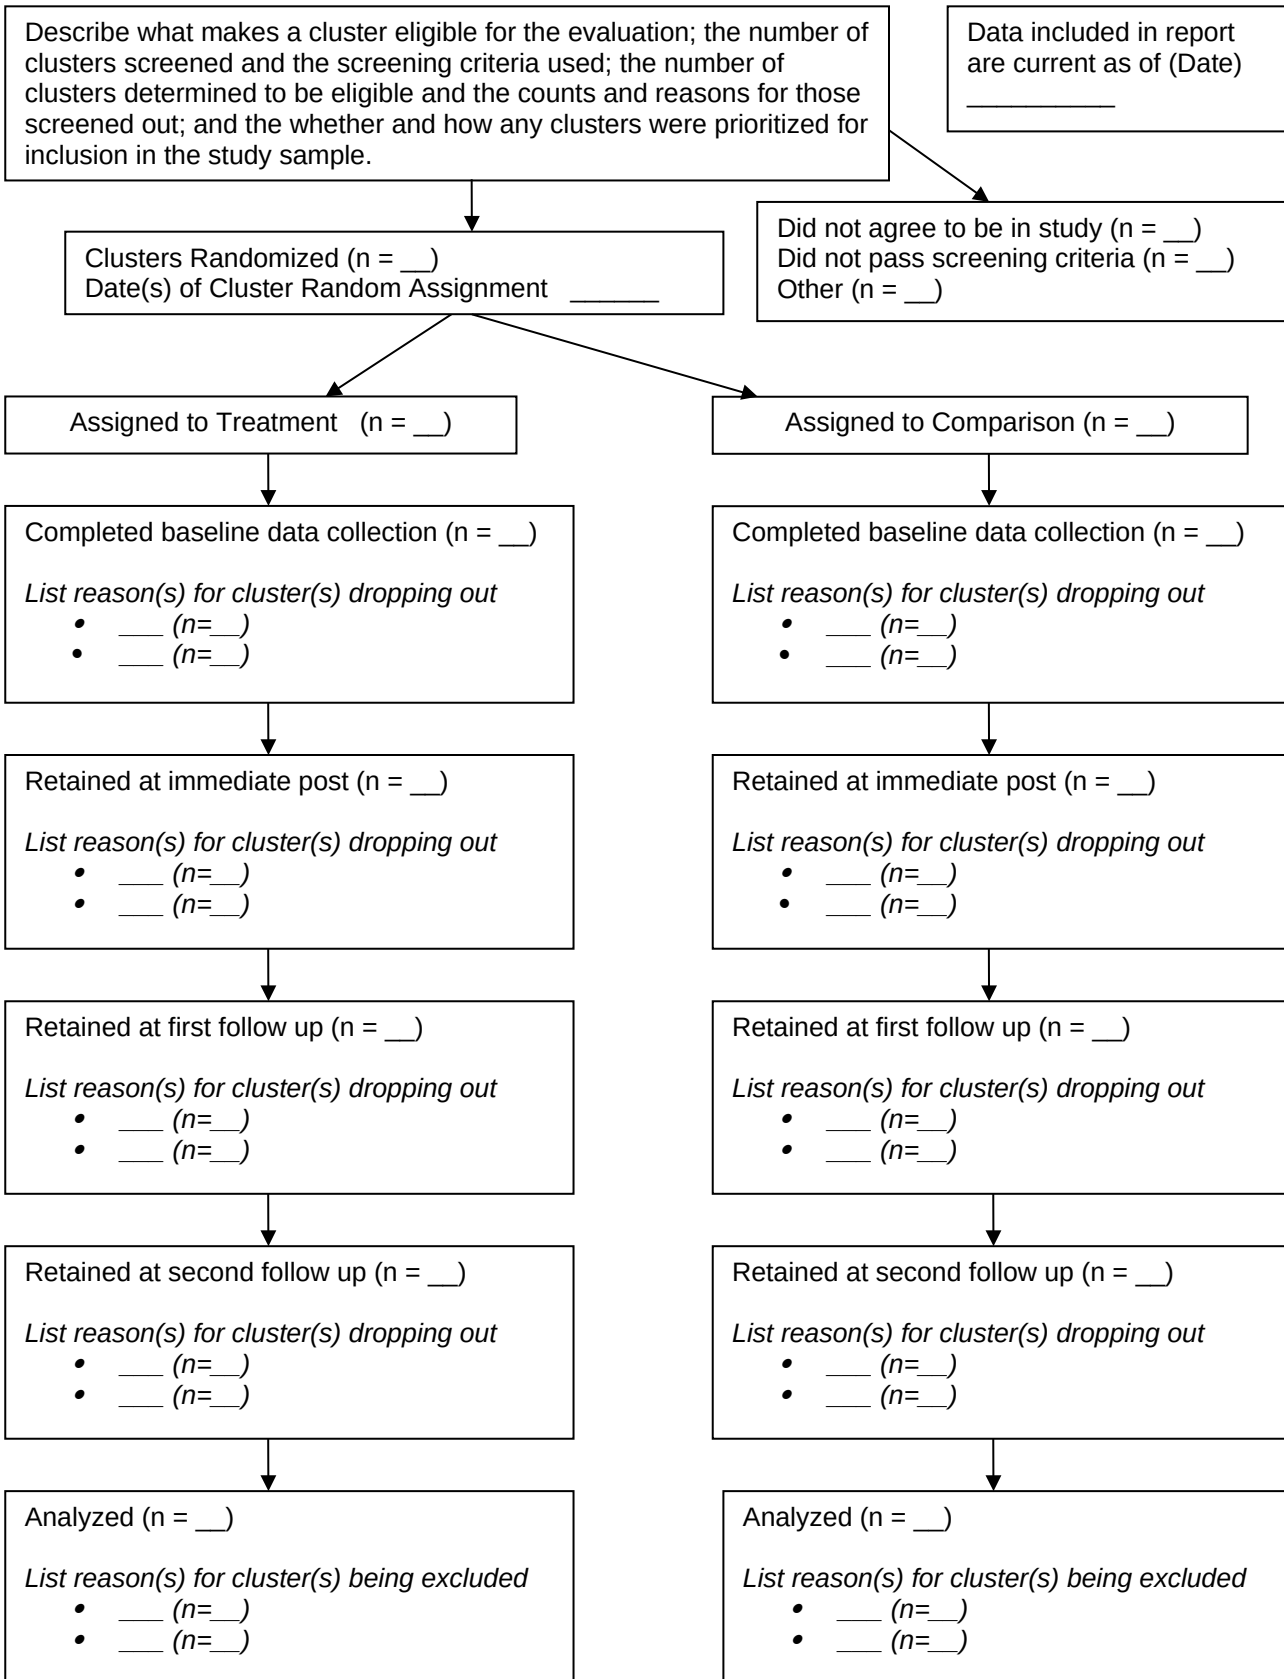 Describe what makes a cluster eligible for the evaluation; the number of
clusters screened and the screening criteria used; the number of
clusters determined to be eligible and the counts and reasons for those
screened out; and the whether and how any clusters were prioritized for
inclusion in the study sample.
Data included in report
are current as of (Date)
__________
Did not agree to be in study (n = __)
Did not pass screening criteria (n = __)
Other (n = __)
Clusters Randomized (n = __)
Date(s) of Cluster Random Assignment ______
Assigned to Treatment (n = __)
Assigned to Comparison (n = __)
Completed baseline data collection (n = __)
List reason(s) for cluster(s) dropping out
• ___ (n=__)
• ___ (n=__)
Completed baseline data collection (n = __)
List reason(s) for cluster(s) dropping out
• ___ (n=__)
• ___ (n=__)
Retained at immediate post (n = __)
List reason(s) for cluster(s) dropping out
• ___ (n=__)
• ___ (n=__)
Retained at immediate post (n = __)
List reason(s) for cluster(s) dropping out
• ___ (n=__)
• ___ (n=__)
Retained at first follow up (n = __)
List reason(s) for cluster(s) dropping out
• ___ (n=__)
• ___ (n=__)
Retained at first follow up (n = __)
List reason(s) for cluster(s) dropping out
• ___ (n=__)
• ___ (n=__)
Retained at second follow up (n = __)
List reason(s) for cluster(s) dropping out
• ___ (n=__)
• ___ (n=__)
Retained at second follow up (n = __)
List reason(s) for cluster(s) dropping out
• ___ (n=__)
• ___ (n=__)
Analyzed (n = __)
List reason(s) for cluster(s) being excluded
• ___ (n=__)
• ___ (n=__)
Analyzed (n = __)
List reason(s) for cluster(s) being excluded
• ___ (n=__)
• ___ (n=__)